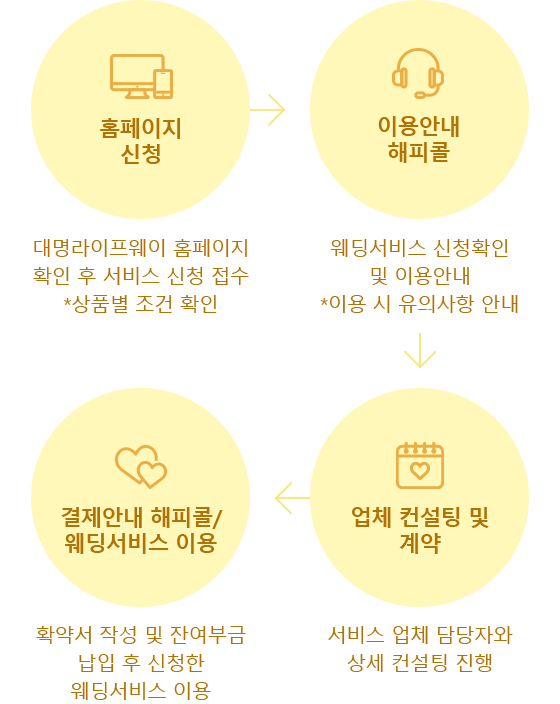 홈페이지
신청
대명라이프웨이 홈페이지
확인 후 서비스 신청 접수
*상품별 조건 확인
이용안내
해피콜
웨딩서비스 신청확인
및 이용안내
*이용 시 유의사항 안내
업체 컨설팅 및
계약
서비스 업체 담당자와
상세 컨설팅 진행
결제안내 해피콜/
웨딩서비스 이용
확약서 작성 및 잔여부금
납입 후 신청한
웨딩서비스 이용